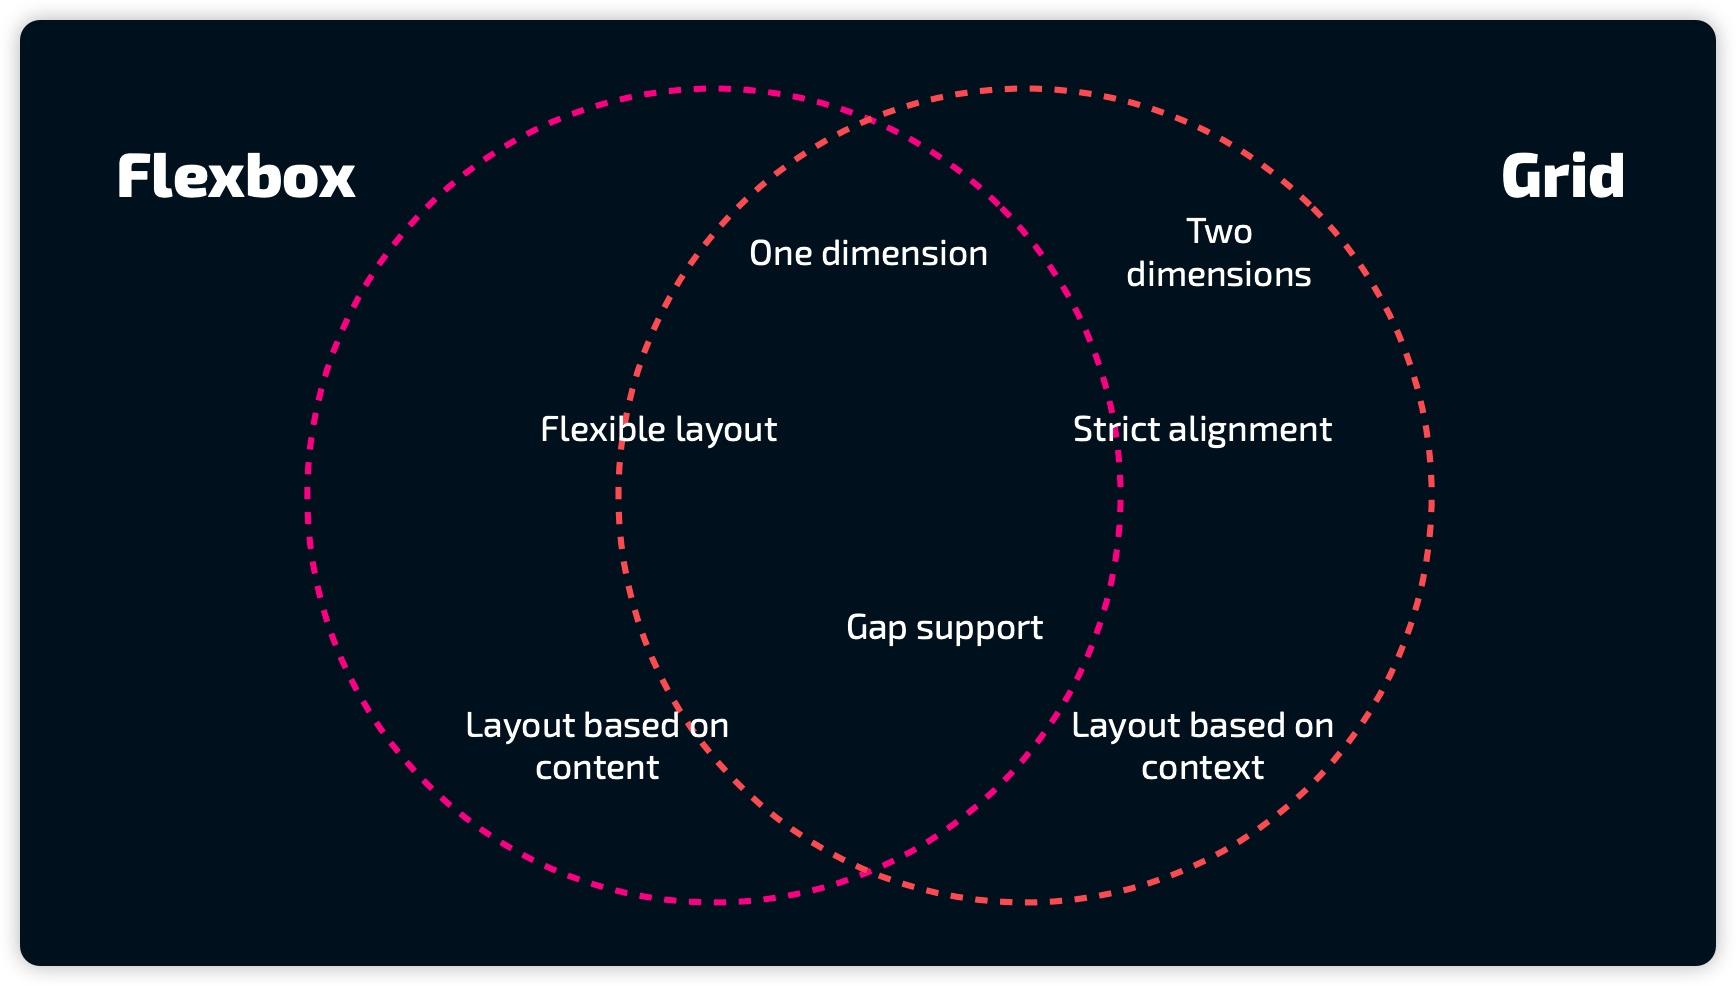 Flexbox
Grid
One dimension
Two
dimensions
Flexible layout
Strict alignment
Gap support
Layout based on
content
Layout based on
context